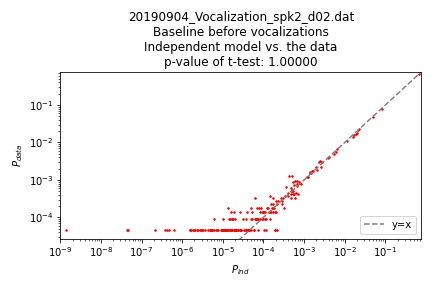 20190904_Vocalization_spk2_d02.dat
Baseline before vocalizations
Independent model vs. the data
p-value of t-test: 1.00000
P_data
10⁻¹
10⁻²
10⁻³
10⁻⁴
y=x
10⁻⁹ 10⁻⁸ 10⁻⁷ 10⁻⁶ 10⁻⁵ 10⁻⁴ 10⁻³ 10⁻² 10⁻¹
P_ind